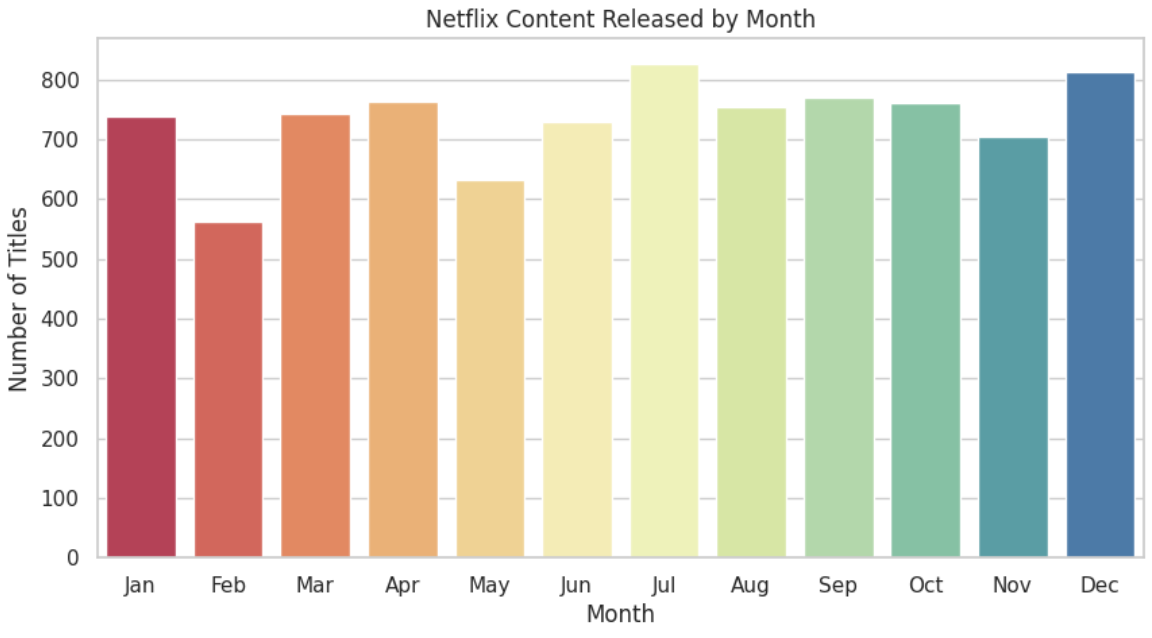 Netflix Content Released by Month
Number of Titles
800
700
600
500
400
300
200
100
0
Jan Feb Mar Apr May Jun Jul Aug Sep Oct Nov Dec
Month